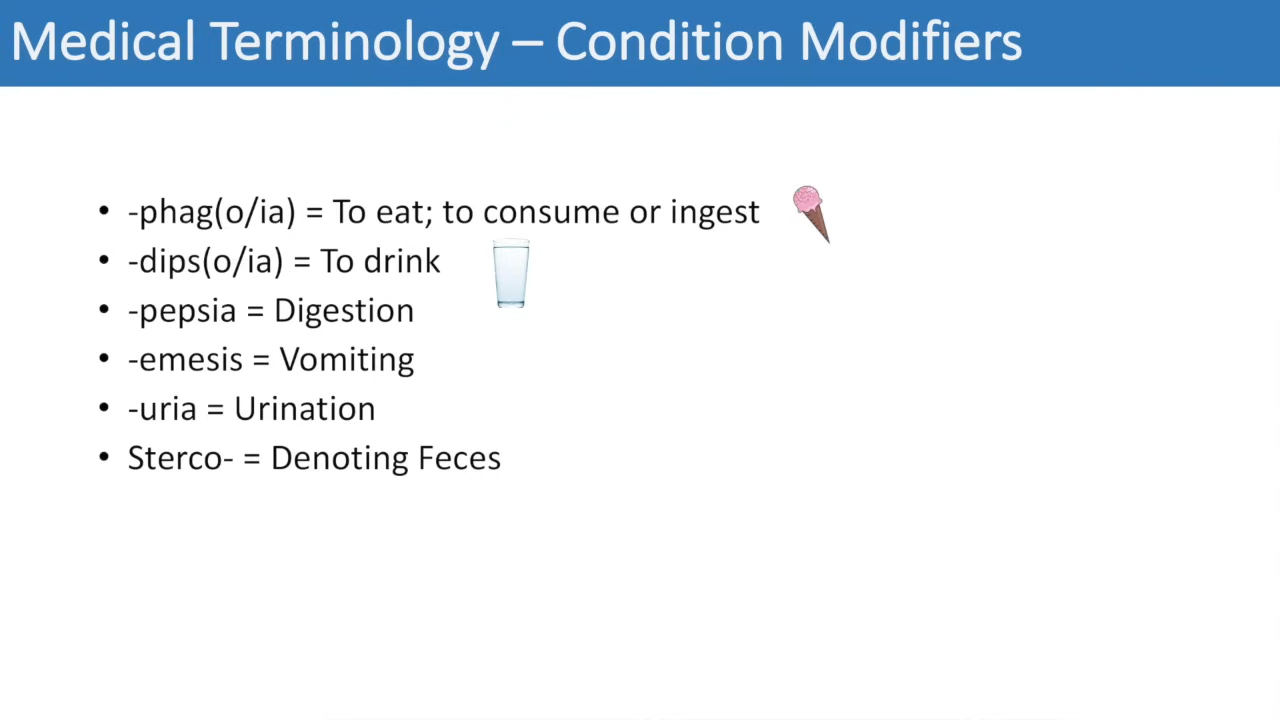 Medical Terminology – Condition Modifiers
• -phag(o/ia) = To eat; to consume or ingest
• -dips(o/ia) = To drink
• -pepsia = Digestion
• -emesis = Vomiting
• -uria = Urination
• Sterco- = Denoting Feces